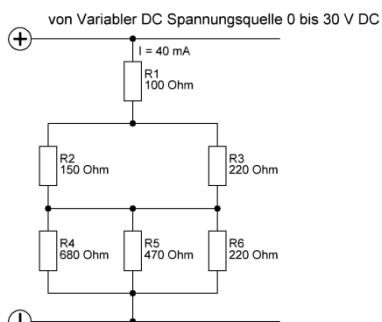 von Variabler DC Spannungsquelle 0 bis 30 V DC
I = 40 mA
R1
100 Ohm
R2
150 Ohm
R3
220 Ohm
R4
680 Ohm
R5
470 Ohm
R6
220 Ohm